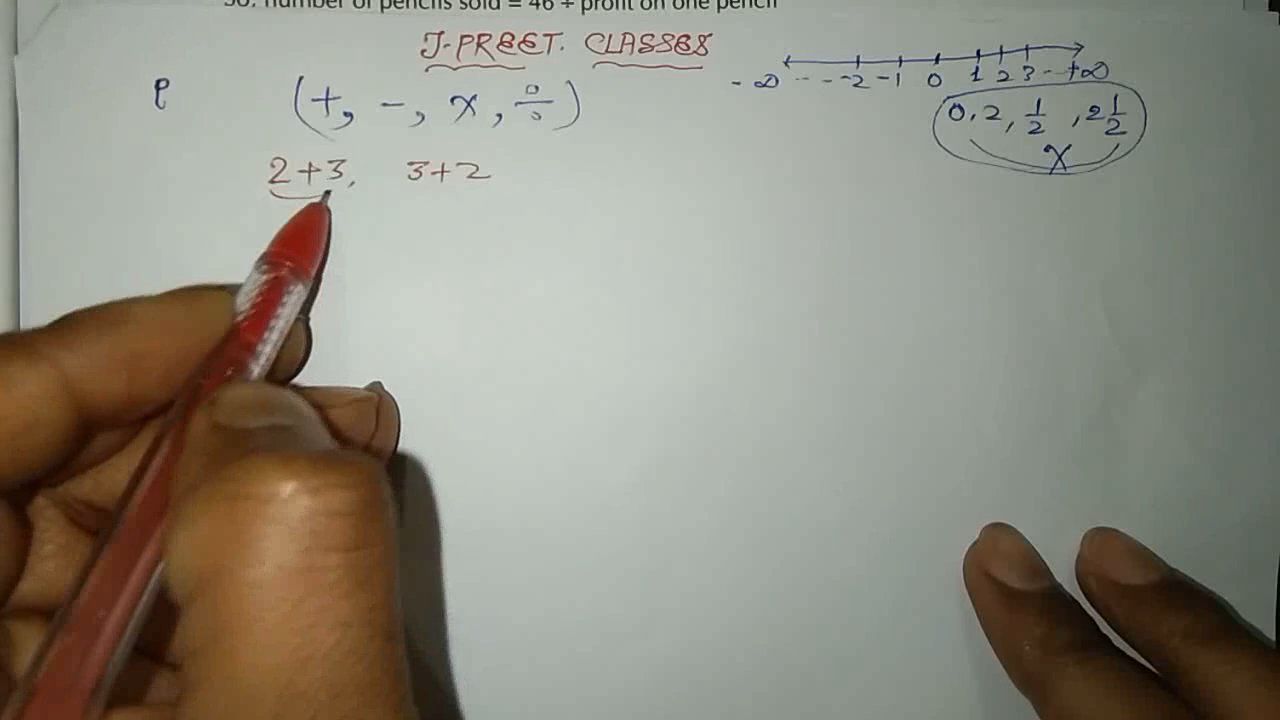 30. number of pencils sold = 46 ÷ profit on one pencil
J-PREET. CLASSES
-∞ --- -2 -1 0 1 2 3 -- +∞
(+, -, x, ÷)
0, 2, 1/2, 2 1/2
x
2+3, 3+2